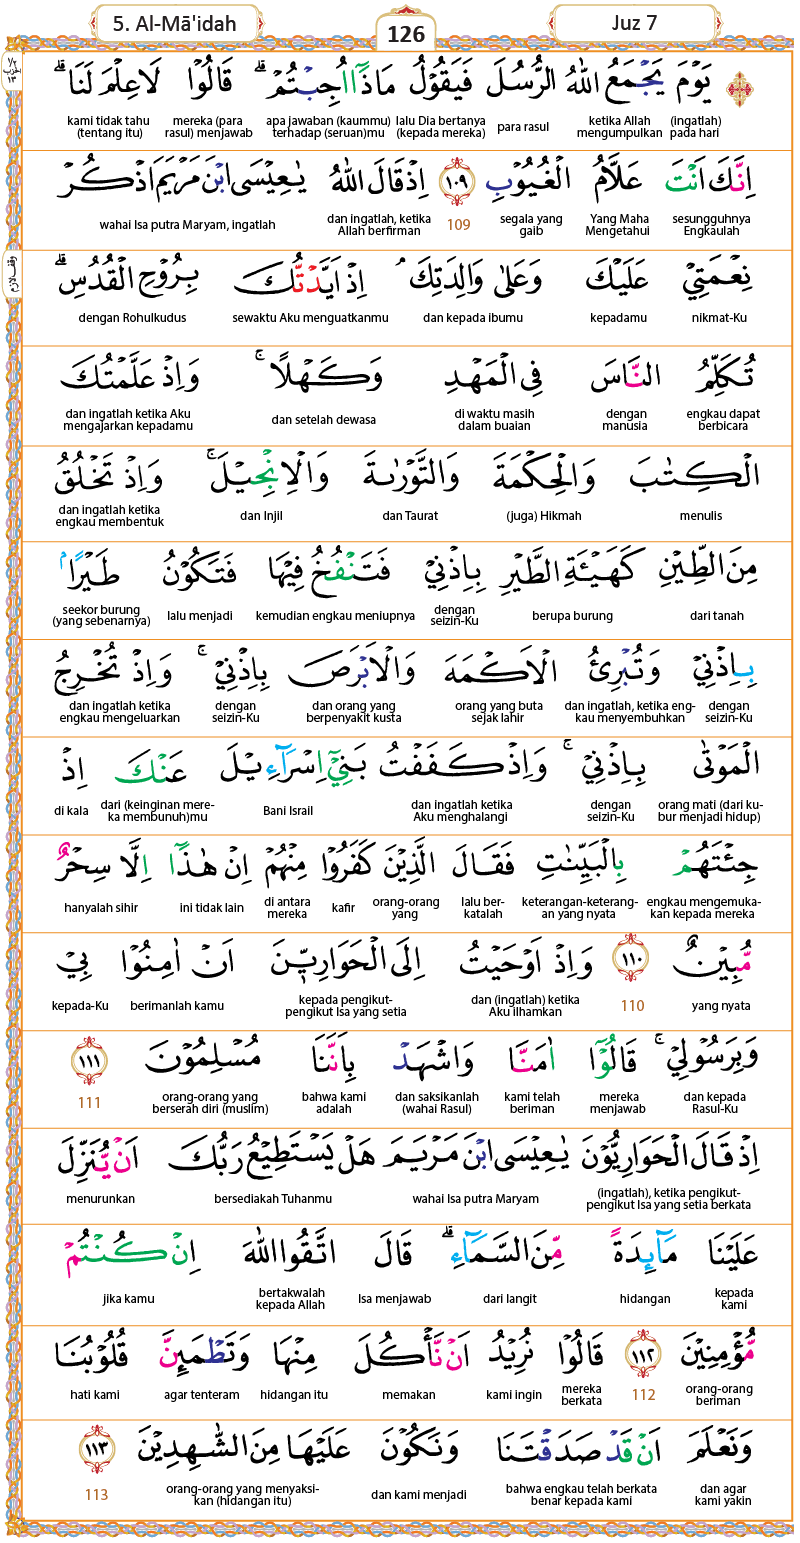 5. Al-Mā'idah
126
Juz 7
يَوْمَ يَجْمَعُ اللّٰهُ الرُّسُلَ فَيَقُوْلُ مَاذَآ اُجِبْتُمْ ۗ قَالُوْا لَا عِلْمَ لَنَا ۗ
(ingatlah) pada hari ketika Allah mengumpulkan para rasul lalu Dia bertanya (kepada mereka) apa jawaban (kaummu) terhadap (seruan)mu mereka (para rasul) menjawab kami tidak tahu (tentang itu)
اِنَّكَ اَنْتَ عَلَّامُ الْغُيُوْبِ ١٠٩ اِذْ قَالَ اللّٰهُ يٰعِيْسَى ابْنَ مَرْيَمَ اذْكُرْ
sesungguhnya Engkaulah Yang Maha Mengetahui segala yang gaib 109 dan ingatlah, ketika Allah berfirman wahai Isa putra Maryam, ingatlah
نِعْمَتِيْ عَلَيْكَ وَعَلٰى وَالِدَتِكَ ۘ اِذْ اَيَّدْتُّكَ بِرُوْحِ الْقُدُسِ ۗ
nikmat-Ku kepadamu dan kepada ibumu sewaktu Aku menguatkanmu dengan Rohulkudus
تُكَلِّمُ النَّاسَ فِى الْمَهْدِ وَكَهْلًا ۚ وَاِذْ عَلَّمْتُكَ
engkau dapat berbicara dengan manusia di waktu masih dalam buaian dan setelah dewasa dan ingatlah ketika Aku mengajarkan kepadamu
الْكِتٰبَ وَالْحِكْمَةَ وَالتَّوْرٰىةَ وَالْاِنْجِيْلَ ۚ وَاِذْ تَخْلُقُ
menulis (juga) Hikmah dan Taurat dan Injil dan ingatlah ketika engkau membentuk
مِنَ الطِّيْنِ كَهَيْـَٔةِ الطَّيْرِ بِاِذْنِيْ فَتَنْفُخُ فِيْهَا فَتَكُوْنُ طَيْرًاۢ
dari tanah berupa burung dengan seizin-Ku kemudian engkau meniupnya lalu menjadi seekor burung (yang sebenarnya)
بِاِذْنِيْ وَتُبْرِئُ الْاَكْمَهَ وَالْاَبْرَصَ بِاِذْنِيْ ۚ وَاِذْ تُخْرِجُ
dengan seizin-Ku dan ingatlah, ketika eng-kau menyembuhkan orang yang buta sejak lahir dan orang yang berpenyakit kusta dengan seizin-Ku dan ingatlah ketika engkau mengeluarkan
الْمَوْتٰى بِاِذْنِيْ ۚ وَاِذْ كَفَفْتُ بَنِيْٓ اِسْرَاۤءِيْلَ عَنْكَ اِذْ
orang mati (dari ku-bur menjadi hidup) dengan seizin-Ku dan ingatlah ketika Aku menghalangi Bani Israil dari (keinginan mere-ka membunuh)mu di kala
جِئْتَهُمْ بِالْبَيِّنٰتِ فَقَالَ الَّذِيْنَ كَفَرُوْا مِنْهُمْ اِنْ هٰذَآ اِلَّا سِحْرٌ
engkau mengemuka-kan kepada mereka keterangan-keterang-an yang nyata lalu ber-katalah orang-orang yang kafir di antara mereka ini tidak lain hanyalah sihir
مُّبِيْنٌ ١١٠ وَاِذْ اَوْحَيْتُ اِلَى الْحَوَارِيّٖنَ اَنْ اٰمِنُوْا بِيْ
yang nyata 110 dan (ingatlah) ketika Aku ilhamkan kepada pengikut-pengikut Isa yang setia berimanlah kamu kepada-Ku
وَبِرَسُوْلِيْ ۚ قَالُوْٓا اٰمَنَّا وَاشْهَدْ بِاَنَّنَا مُسْلِمُوْنَ ١١١
dan kepada Rasul-Ku mereka menjawab kami telah beriman dan saksikanlah (wahai Rasul) bahwa kami adalah orang-orang yang berserah diri (muslim) 111
اِذْ قَالَ الْحَوَارِيُّوْنَ يٰعِيْسَى ابْنَ مَرْيَمَ هَلْ يَسْتَطِيْعُ رَبُّكَ اَنْ يُّنَزِّلَ
(ingatlah), ketika pengikut-pengikut Isa yang setia berkata wahai Isa putra Maryam bersediakah Tuhanmu menurunkan
عَلَيْنَا مَاۤىِٕدَةً مِّنَ السَّمَاۤءِ ۗ قَالَ اتَّقُوا اللّٰهَ اِنْ كُنْتُمْ
kepada kami hidangan dari langit Isa menjawab bertakwalah kepada Allah jika kamu
مُّؤْمِنِيْنَ ١١٢ قَالُوْا نُرِيْدُ اَنْ نَّأْكُلَ مِنْهَا وَتَطْمَىِٕنَّ قُلُوْبُنَا
orang-orang beriman 112 mereka berkata kami ingin memakan hidangan itu agar tenteram hati kami
وَنَعْلَمَ اَنْ قَدْ صَدَقْتَنَا وَنَكُوْنَ عَلَيْهَا مِنَ الشّٰهِدِيْنَ ١١٣
dan agar kami yakin bahwa engkau telah berkata benar kepada kami dan kami menjadi orang-orang yang menyaksi-kan (hidangan itu) 113